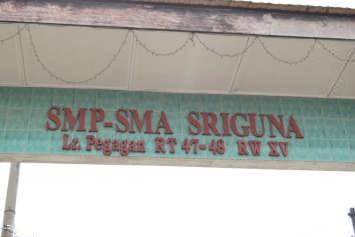 SMP-SMA SRIGUNA
Lr. Pegagan RT 47-48 RW XV